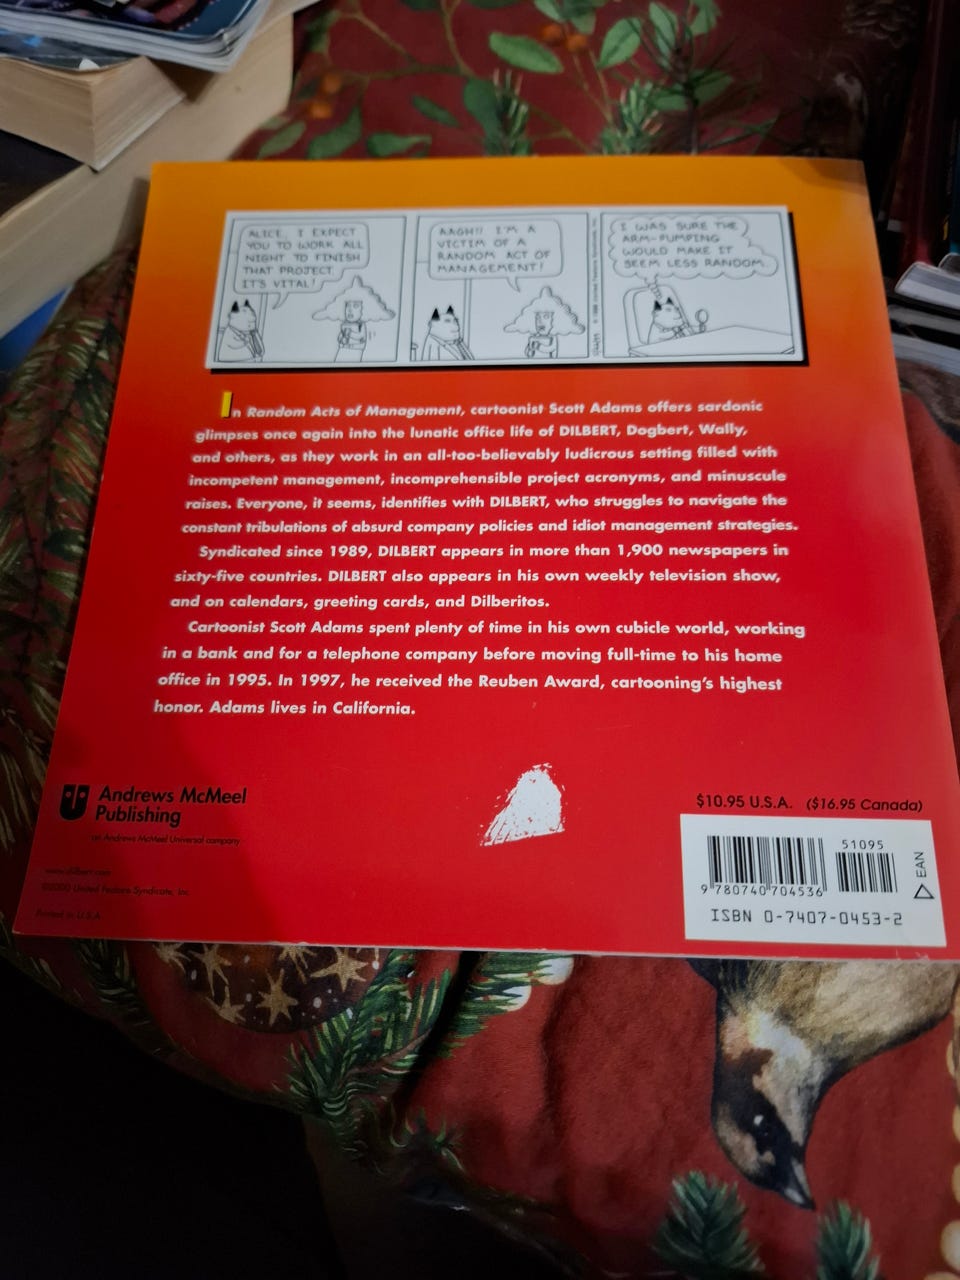 ALICE, I EXPECT
YOU TO WORK ALL
NIGHT TO FINISH
THAT PROJECT.
IT'S VITAL!
AAGH!! I'M A
VICTIM OF A
RANDOM ACT OF
MANAGEMENT!
I WAS SURE THE
ARM-PUMPING
WOULD MAKE IT
SEEM LESS RANDOM.
In Random Acts of Management, cartoonist Scott Adams offers sardonic
glimpses once again into the lunatic office life of DILBERT, Dogbert, Wally,
and others, as they work in an all-too-believably ludicrous setting filled with
incompetent management, incomprehensible project acronyms, and minuscule
raises. Everyone, it seems, identifies with DILBERT, who struggles to navigate the
constant tribulations of absurd company policies and idiot management strategies.
Syndicated since 1989, DILBERT appears in more than 1,900 newspapers in
sixty-five countries. DILBERT also appears in his own weekly television show,
and on calendars, greeting cards, and Dilberitos.
Cartoonist Scott Adams spent plenty of time in his own cubicle world, working
in a bank and for a telephone company before moving full-time to his home
office in 1995. In 1997, he received the Reuben Award, cartooning's highest
honor. Adams lives in California.
Andrews McMeel
Publishing
an Andrews McMeel Universal company
www.dilbert.com
©2000 United Feature Syndicate, Inc.
Printed in U.S.A.
$10.95 U.S.A. ($16.95 Canada)
51095
9 780740 704536
EAN
ISBN 0-7407-0453-2